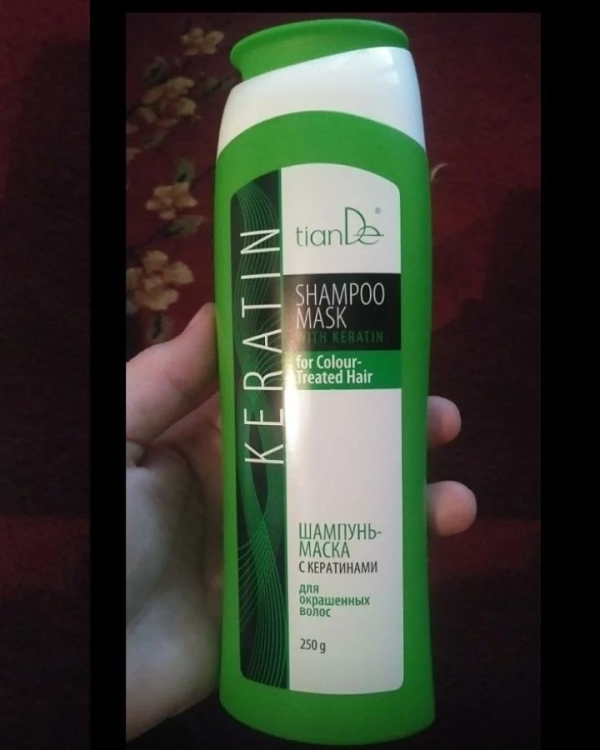 tianDe®
SHAMPOO
MASK
WITH KERATIN
for Colour-
Treated Hair
KERATIN
ШАМПУНЬ-
МАСКА
С КЕРАТИНАМИ
для
окрашенных
волос
250 g